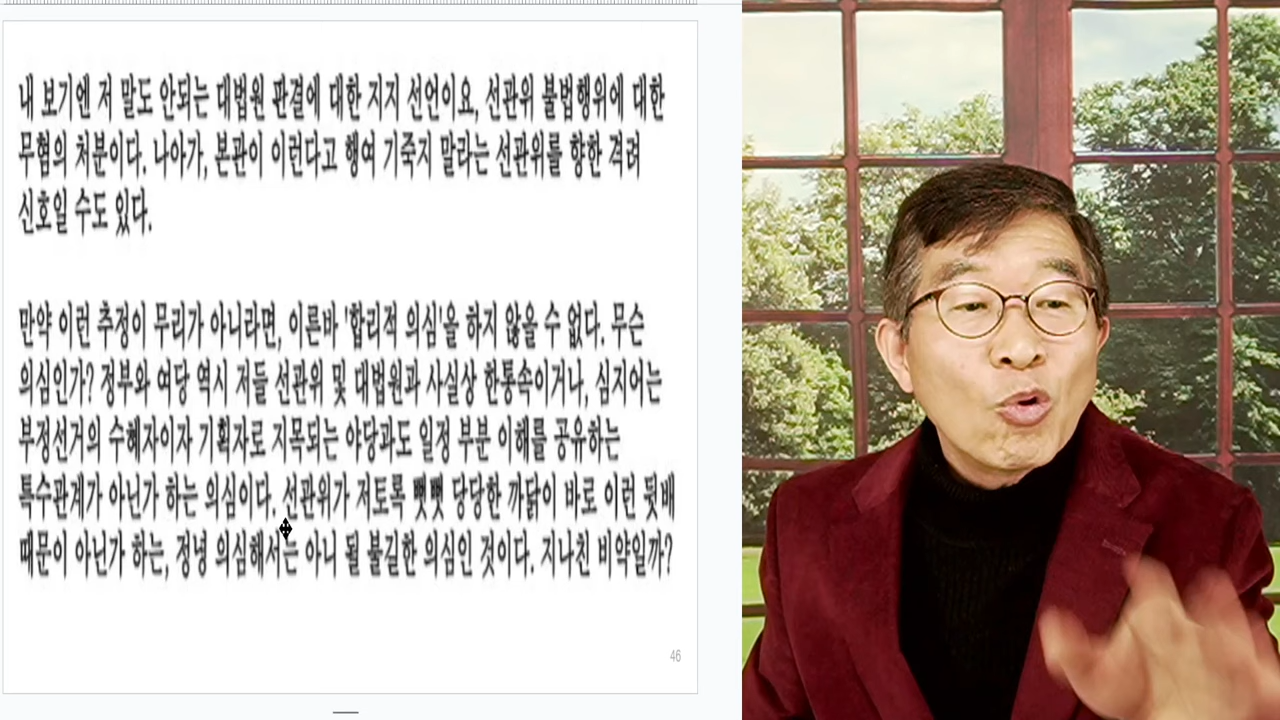 내 보기엔 저 말도 안되는 대법원 판결에 대한 지지 선언이요, 선관위 불법행위에 대한
무혐의 처분이다. 나아가, 본관이 이런다고 행여 기죽지 말라는 선관위를 향한 격려
신호일 수도 있다.
만약 이런 추정이 무리가 아니라면, 이른바 '합리적 의심'을 하지 않을 수 없다. 무슨
의심인가? 정부와 여당 역시 저들 선관위 및 대법원과 사실상 한통속이거나, 심지어는
부정선거의 수혜자이자 기획자로 지목되는 야당과도 일정 부분 이해를 공유하는
특수관계가 아닌가 하는 의심이다. 선관위가 저토록 뻣뻣 당당한 까닭이 바로 이런 뒷배
때문이 아닌가 하는, 정녕 의심해서는 아니 될 불길한 의심인 것이다. 지나친 비약일까?
46